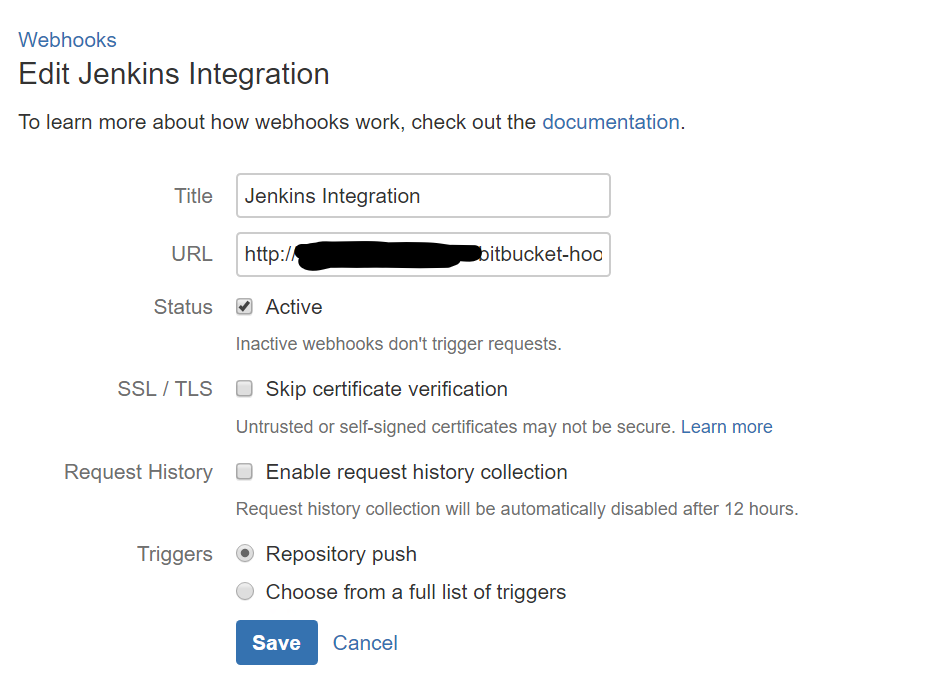 Webhooks
Edit Jenkins Integration
To learn more about how webhooks work, check out the documentation.
Title Jenkins Integration
URL http:// bitbucket-hoo
Status Active
Inactive webhooks don't trigger requests.
SSL / TLS Skip certificate verification
Untrusted or self-signed certificates may not be secure. Learn more
Request History Enable request history collection
Request history collection will be automatically disabled after 12 hours.
Triggers Repository push
Choose from a full list of triggers
Save Cancel